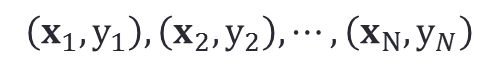 (𝐱₁, y₁), (𝐱₂, y₂), ⋯, (𝐱_N, y_N)